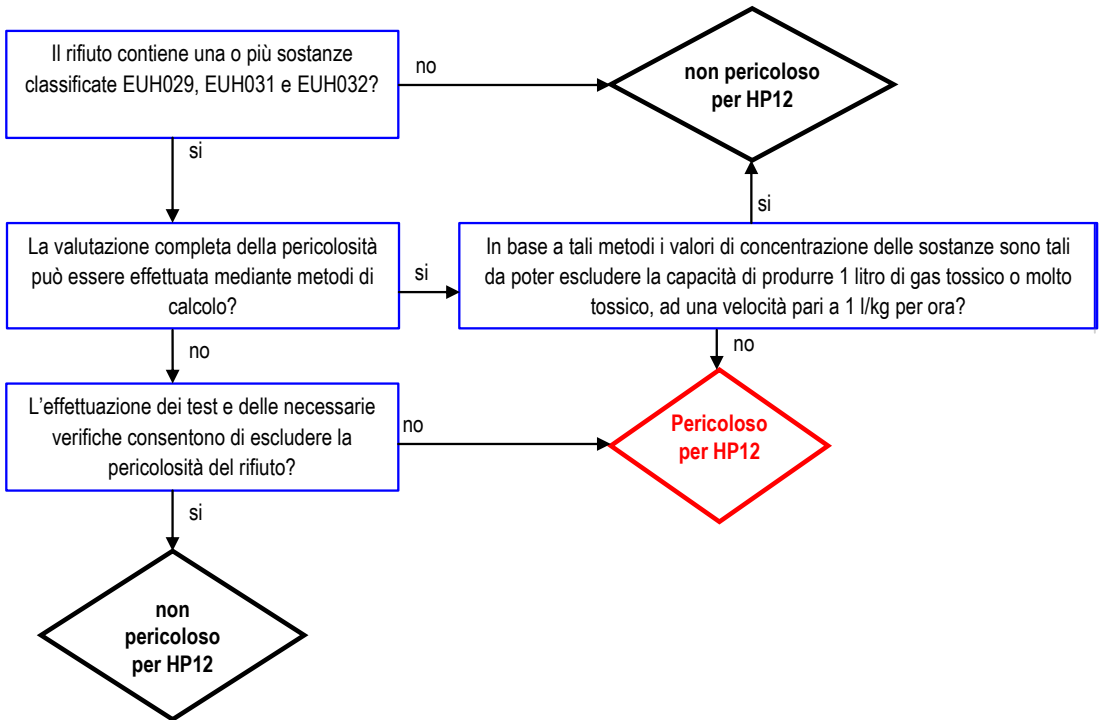 Il rifiuto contiene una o più sostanze
classificate EUH029, EUH031 e EUH032?
no
non pericoloso
per HP12
si
si
La valutazione completa della pericolosità
può essere effettuata mediante metodi di
calcolo?
si
In base a tali metodi i valori di concentrazione delle sostanze sono tali
da poter escludere la capacità di produrre 1 litro di gas tossico o molto
tossico, ad una velocità pari a 1 l/kg per ora?
no
no
L’effettuazione dei test e delle necessarie
verifiche consentono di escludere la
pericolosità del rifiuto?
no
Pericoloso
per HP12
si
non
pericoloso
per HP12